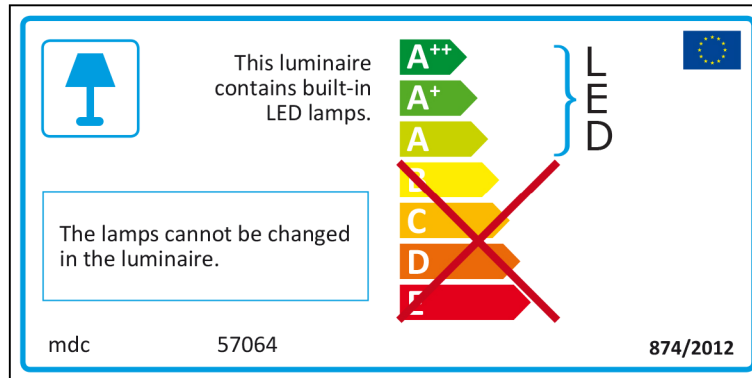 This luminaire
contains built-in
LED lamps.
A++
A+
A
B
C
D
E
L
E
D
The lamps cannot be changed
in the luminaire.
mdc 57064
874/2012